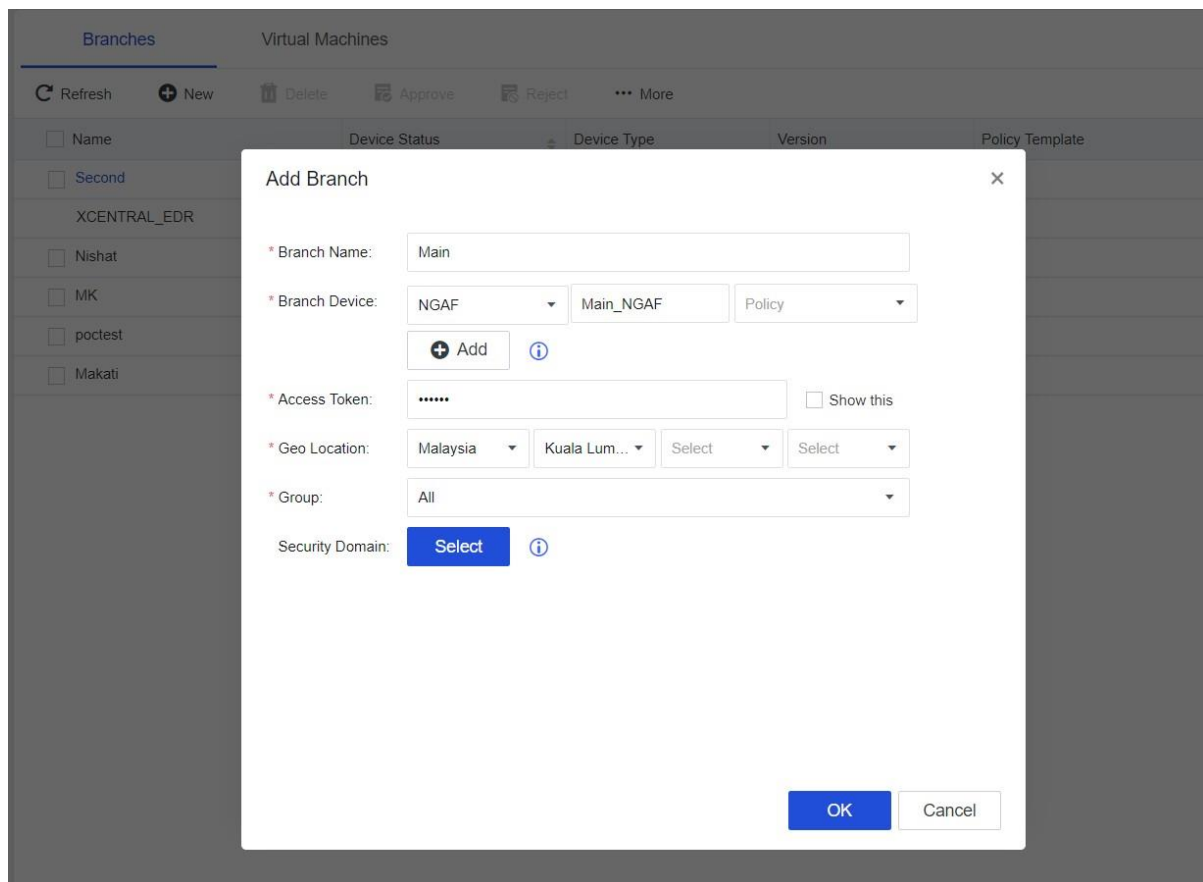 Branches Virtual Machines
Refresh New Delete Approve Reject ••• More
Name Device Status Device Type Version Policy Template
Second
XCENTRAL_EDR
Nishat
MK
poctest
Makati
Add Branch ×
* Branch Name: Main
* Branch Device: NGAF Main_NGAF Policy
Add
* Access Token: •••••• Show this
* Geo Location: Malaysia Kuala Lum... Select Select
* Group: All
Security Domain: Select
OK Cancel